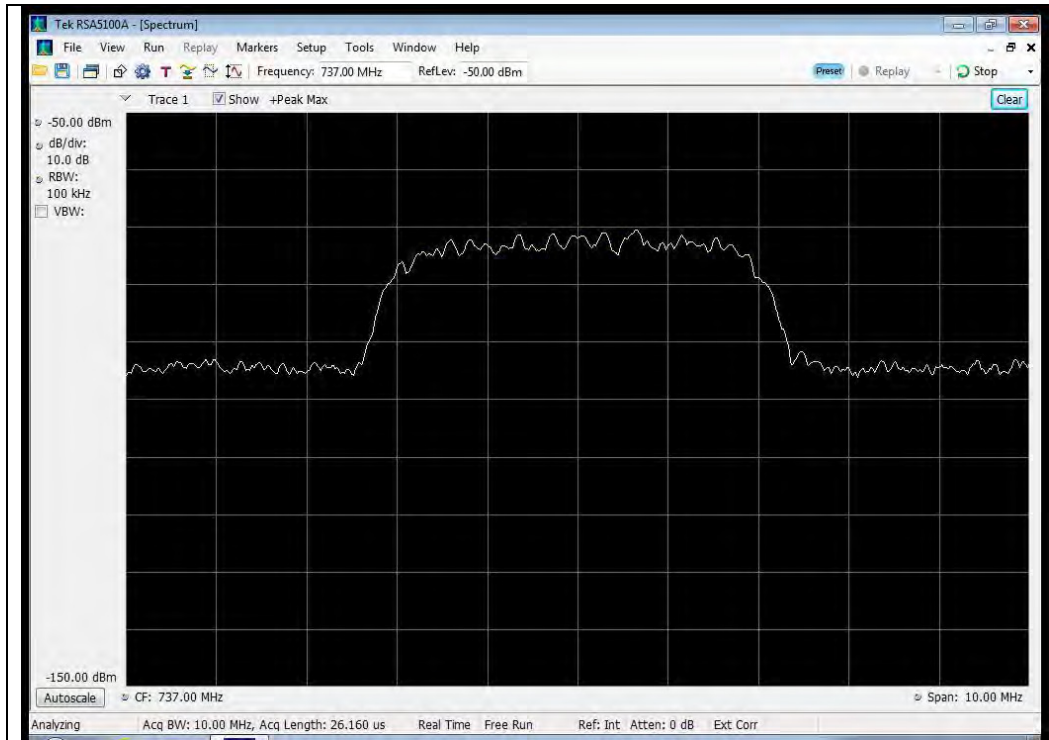 Tek RSA5100A - [Spectrum]
File View Run Replay Markers Setup Tools Window Help
Frequency: 737.00 MHz RefLev: -50.00 dBm Preset Replay Stop
Trace 1 Show +Peak Max Clear
-50.00 dBm
dB/div:
10.0 dB
RBW:
100 kHz
VBW:
-150.00 dBm
Autoscale CF: 737.00 MHz Span: 10.00 MHz
Analyzing Acq BW: 10.00 MHz, Acq Length: 26.160 us Real Time Free Run Ref: Int Atten: 0 dB Ext Corr